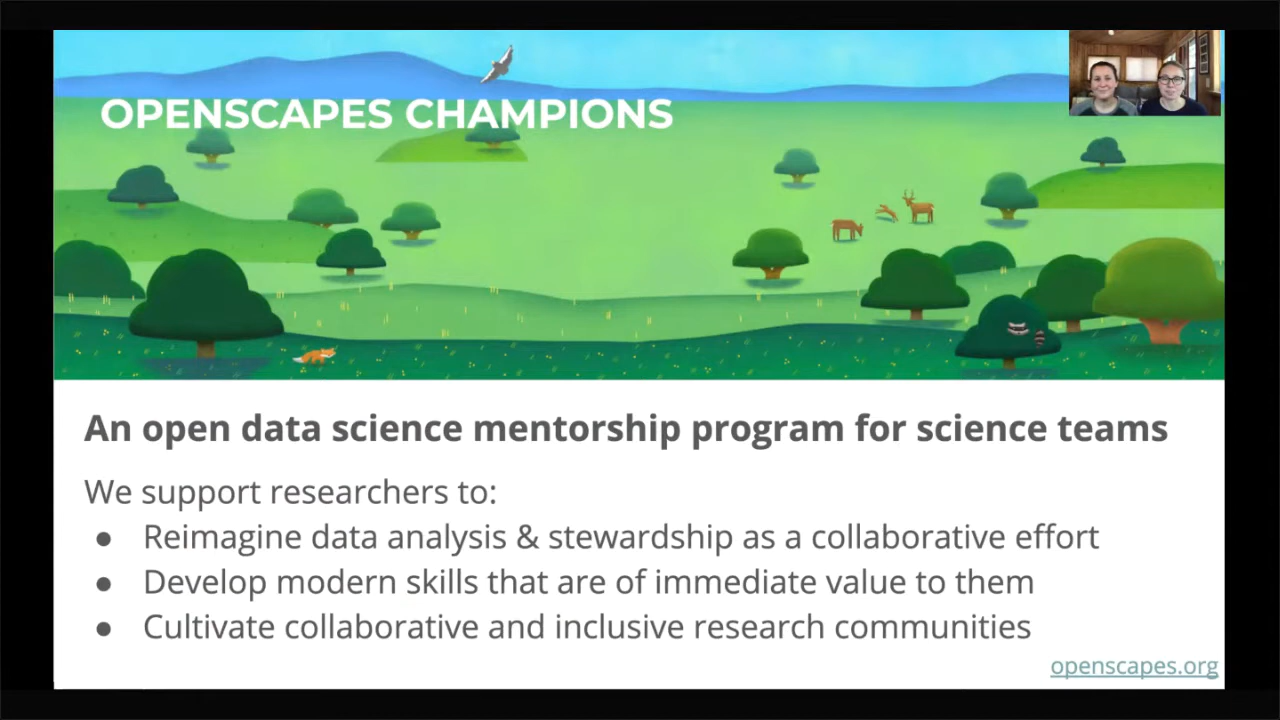 OPENSCAPES CHAMPIONS
An open data science mentorship program for science teams
We support researchers to:
● Reimagine data analysis & stewardship as a collaborative effort
● Develop modern skills that are of immediate value to them
● Cultivate collaborative and inclusive research communities
openscapes.org